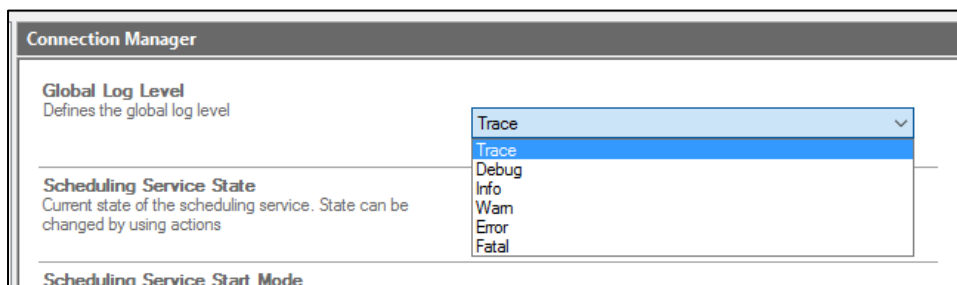 Connection Manager
Global Log Level
Defines the global log level
Trace
Trace
Debug
Info
Warn
Error
Fatal
Scheduling Service State
Current state of the scheduling service. State can be
changed by using actions
Scheduling Service Start Mode